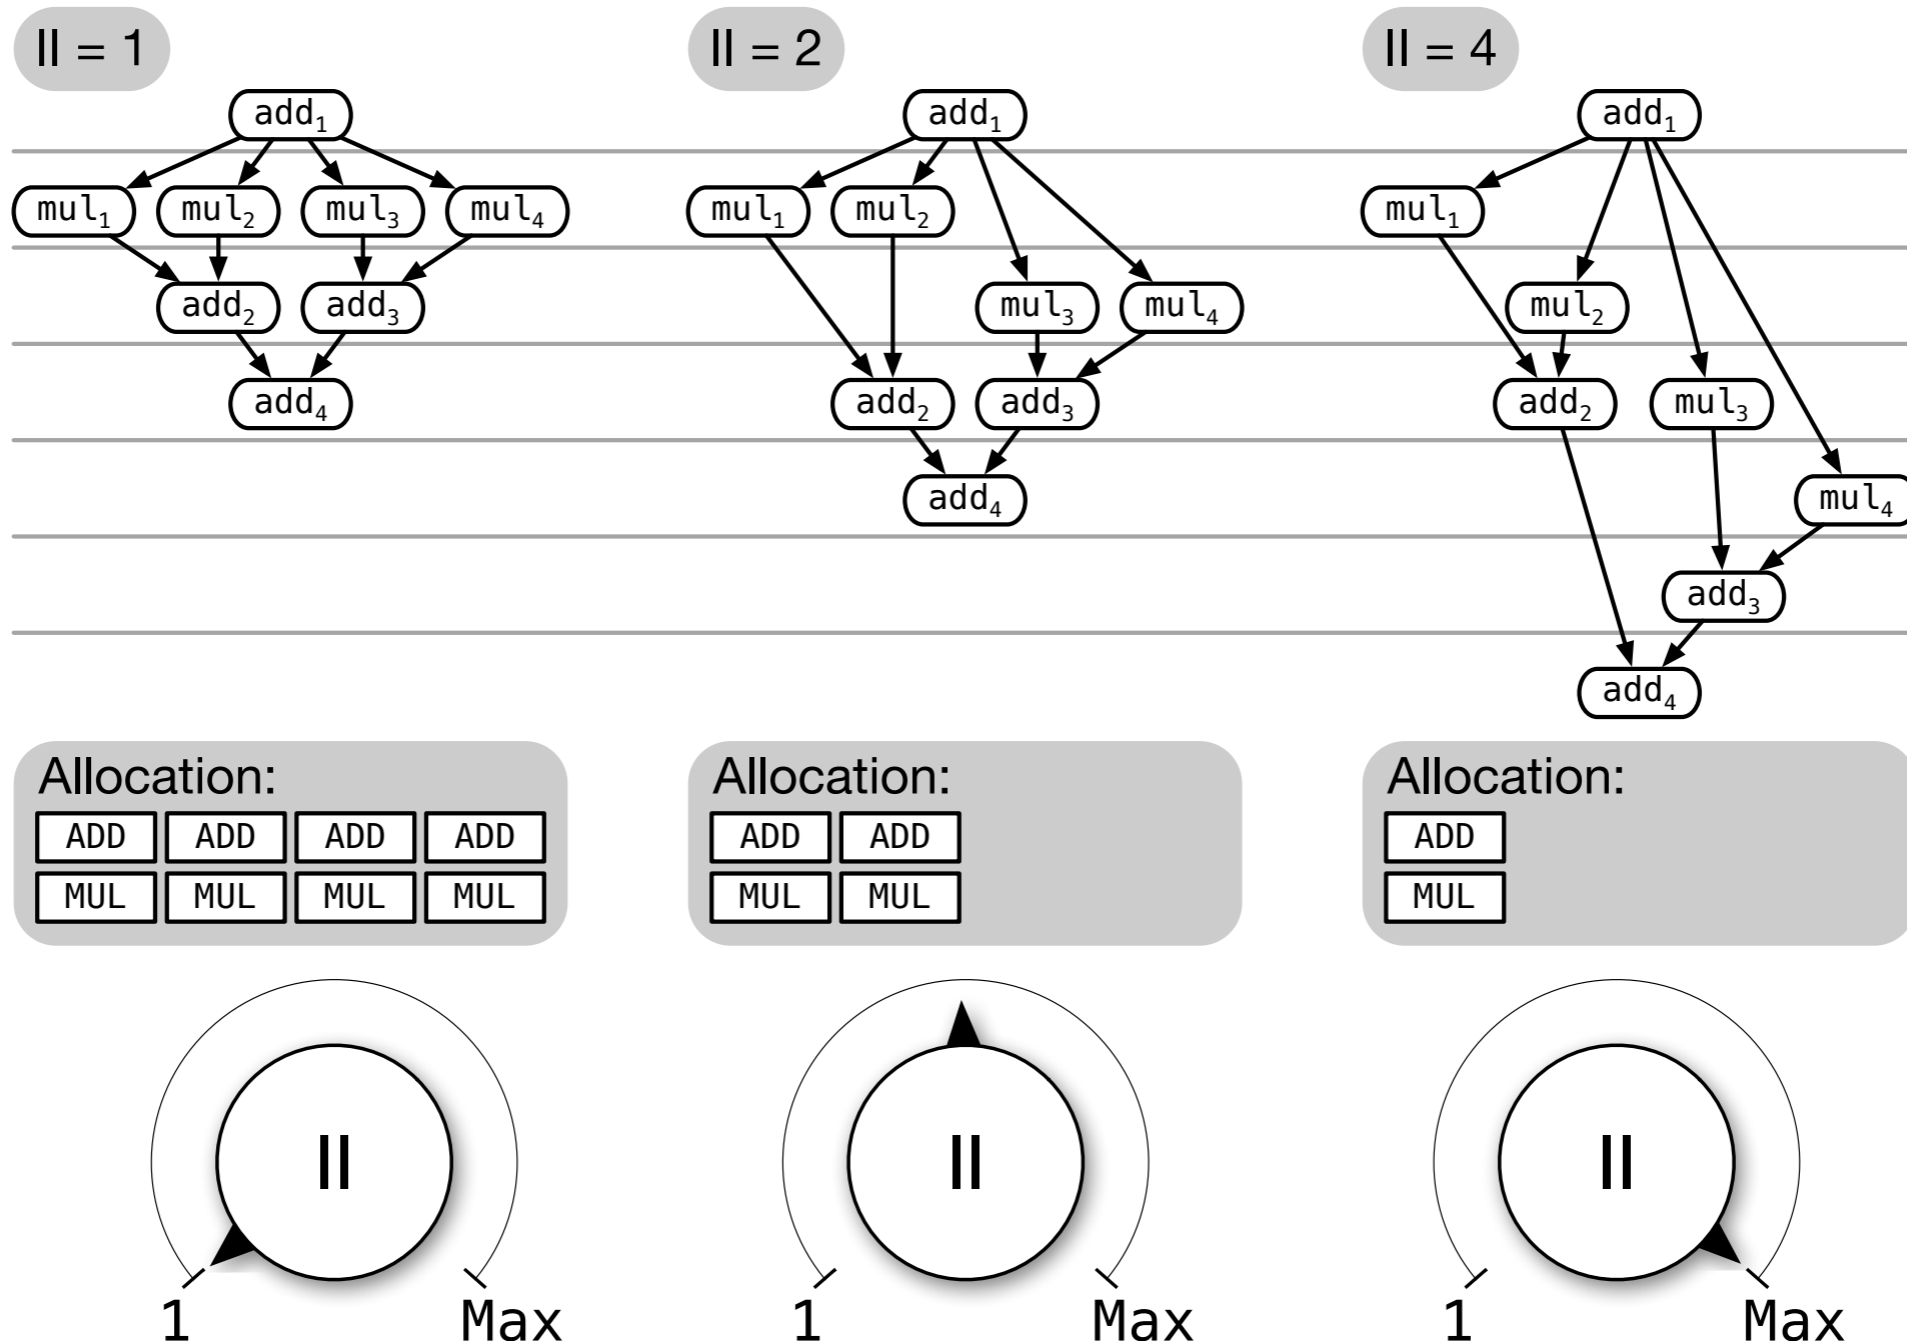 II = 1 II = 2 II = 4
add₁ add₁ add₁
mul₁ mul₂ mul₃ mul₄ mul₁ mul₂ mul₁
add₂ add₃ mul₃ mul₄ mul₂
add₄ add₂ add₃ add₂ mul₃
add₄ mul₄
add₃
add₄
Allocation: Allocation: Allocation:
ADD ADD ADD ADD ADD ADD ADD
MUL MUL MUL MUL MUL MUL MUL
II II II
1 Max 1 Max 1 Max